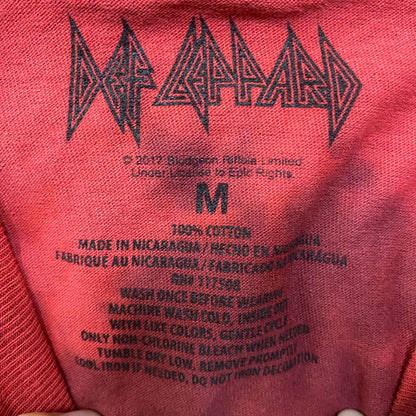 DEF LEPPARD
© 2017 Bludgeon Riffola Limited
Under License to Epic Rights.
M
100% COTTON
MADE IN NICARAGUA / HECHO EN NICARAGUA
FABRIQUÉ AU NICARAGUA / FABRICADO NA NICARÁGUA
RN# 117508
WASH ONCE BEFORE WEARING
MACHINE WASH COLD, INSIDE OUT
WITH LIKE COLORS, GENTLE CYCLE
ONLY NON-CHLORINE BLEACH WHEN NEEDED
TUMBLE DRY LOW, REMOVE PROMPTLY
COOL IRON IF NEEDED, DO NOT IRON DECORATION